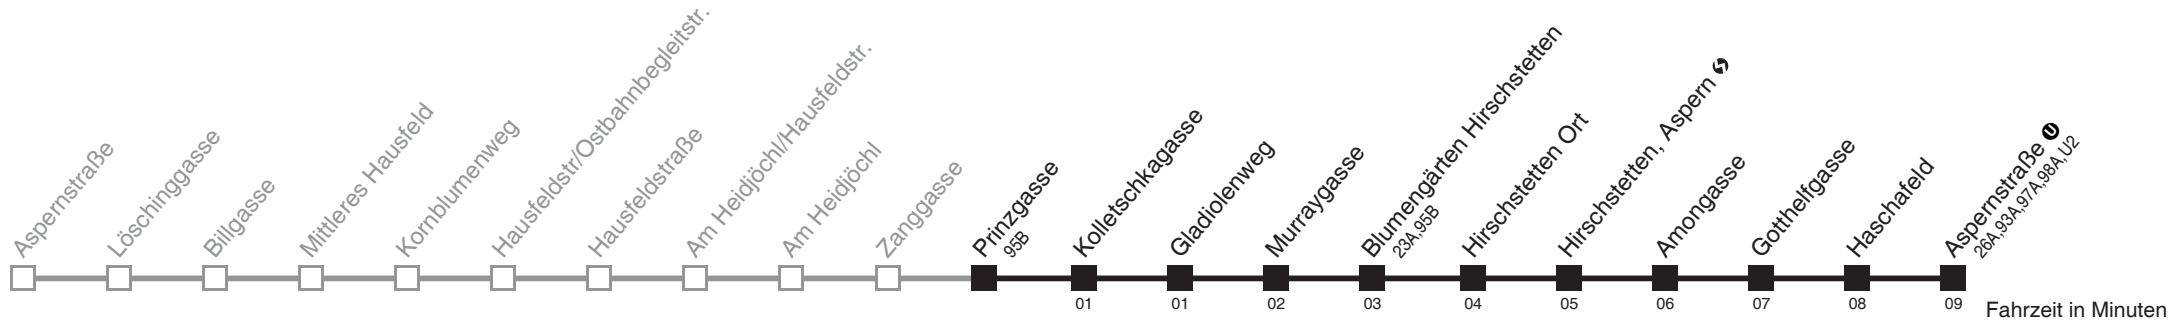 Aspernstraße
Löschinggasse
Billgasse
Mittleres Hausfeld
Kornblumenweg
Hausfeldstr/Ostbahnbegleitstr.
Hausfeldstraße
Am Heidjöchl/Hausfeldstr.
Am Heidjöchl
Zanggasse
Prinzgasse
95B
Kolletschkagasse
Gladiolenweg
Murraygasse
Blumengärten Hirschstetten
23A,95B
Hirschstetten Ort
Hirschstetten, Aspern
Amongasse
Gotthelfgasse
Haschafeld
Aspernstraße U
26A,93A,97A,98A,U2
01
01
02
03
04
05
06
07
08
09
Fahrzeit in Minuten